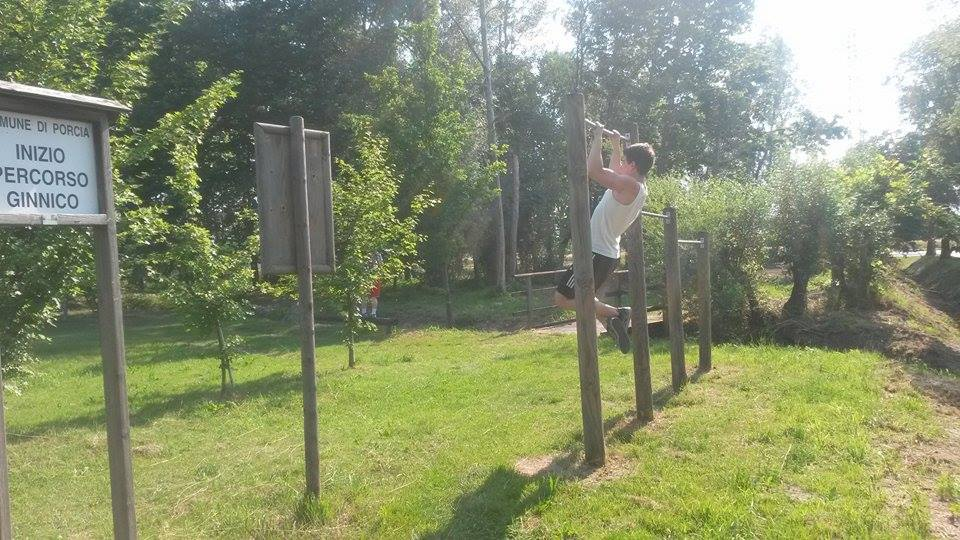 MUNE DI PORCIA
INIZIO
PERCORSO
GINNICO